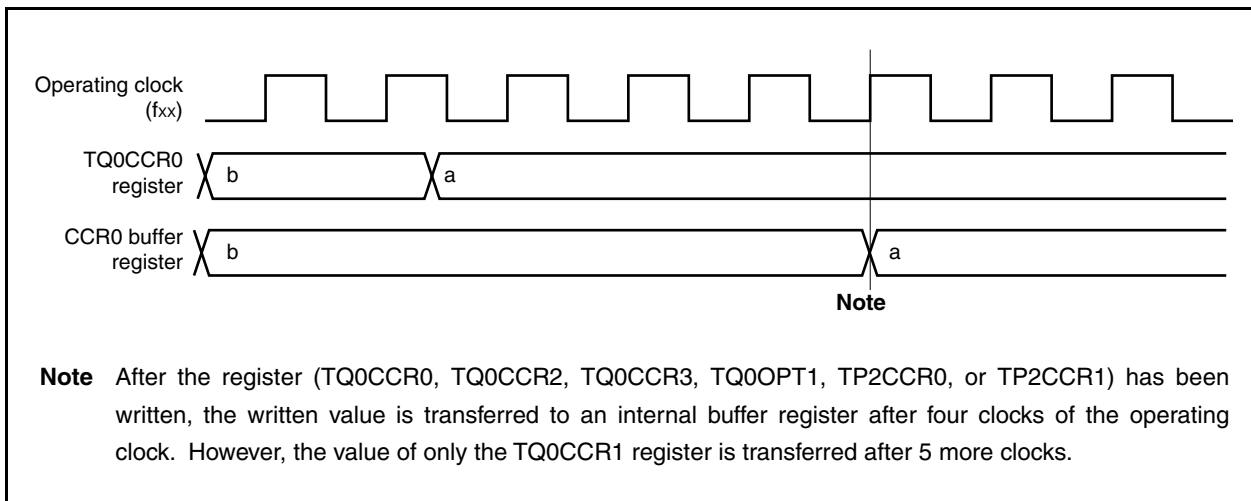 Operating clock
(fxx)
TQ0CCR0
register
b
a
CCR0 buffer
register
b
a
Note
Note After the register (TQ0CCR0, TQ0CCR2, TQ0CCR3, TQ0OPT1, TP2CCR0, or TP2CCR1) has been
written, the written value is transferred to an internal buffer register after four clocks of the operating
clock. However, the value of only the TQ0CCR1 register is transferred after 5 more clocks.